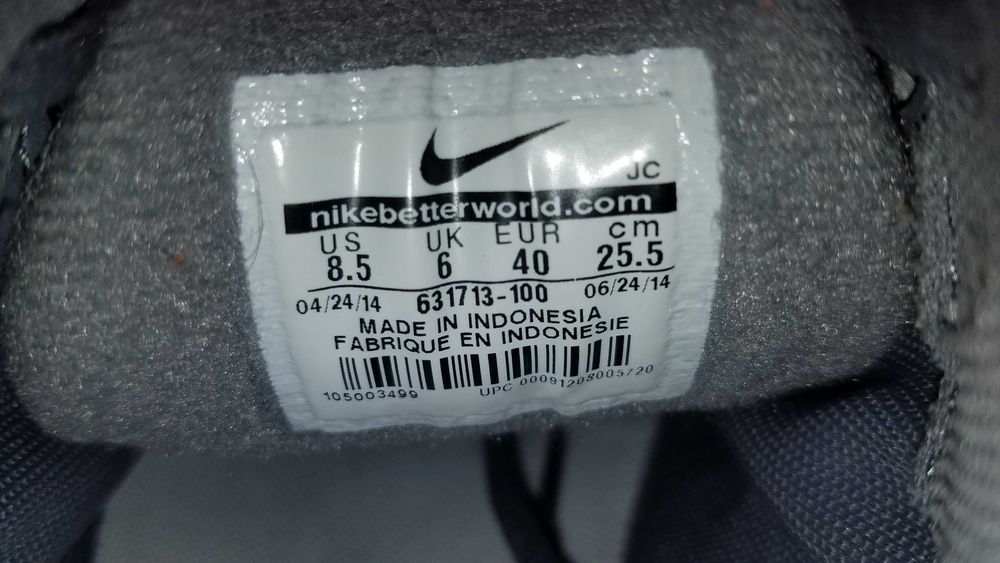 JC
nikebetterworld.com
US UK EUR cm
8.5 6 40 25.5
04/24/14 631713-100 06/24/14
MADE IN INDONESIA
FABRIQUE EN INDONESIE
105003499 UPC 00091208005720